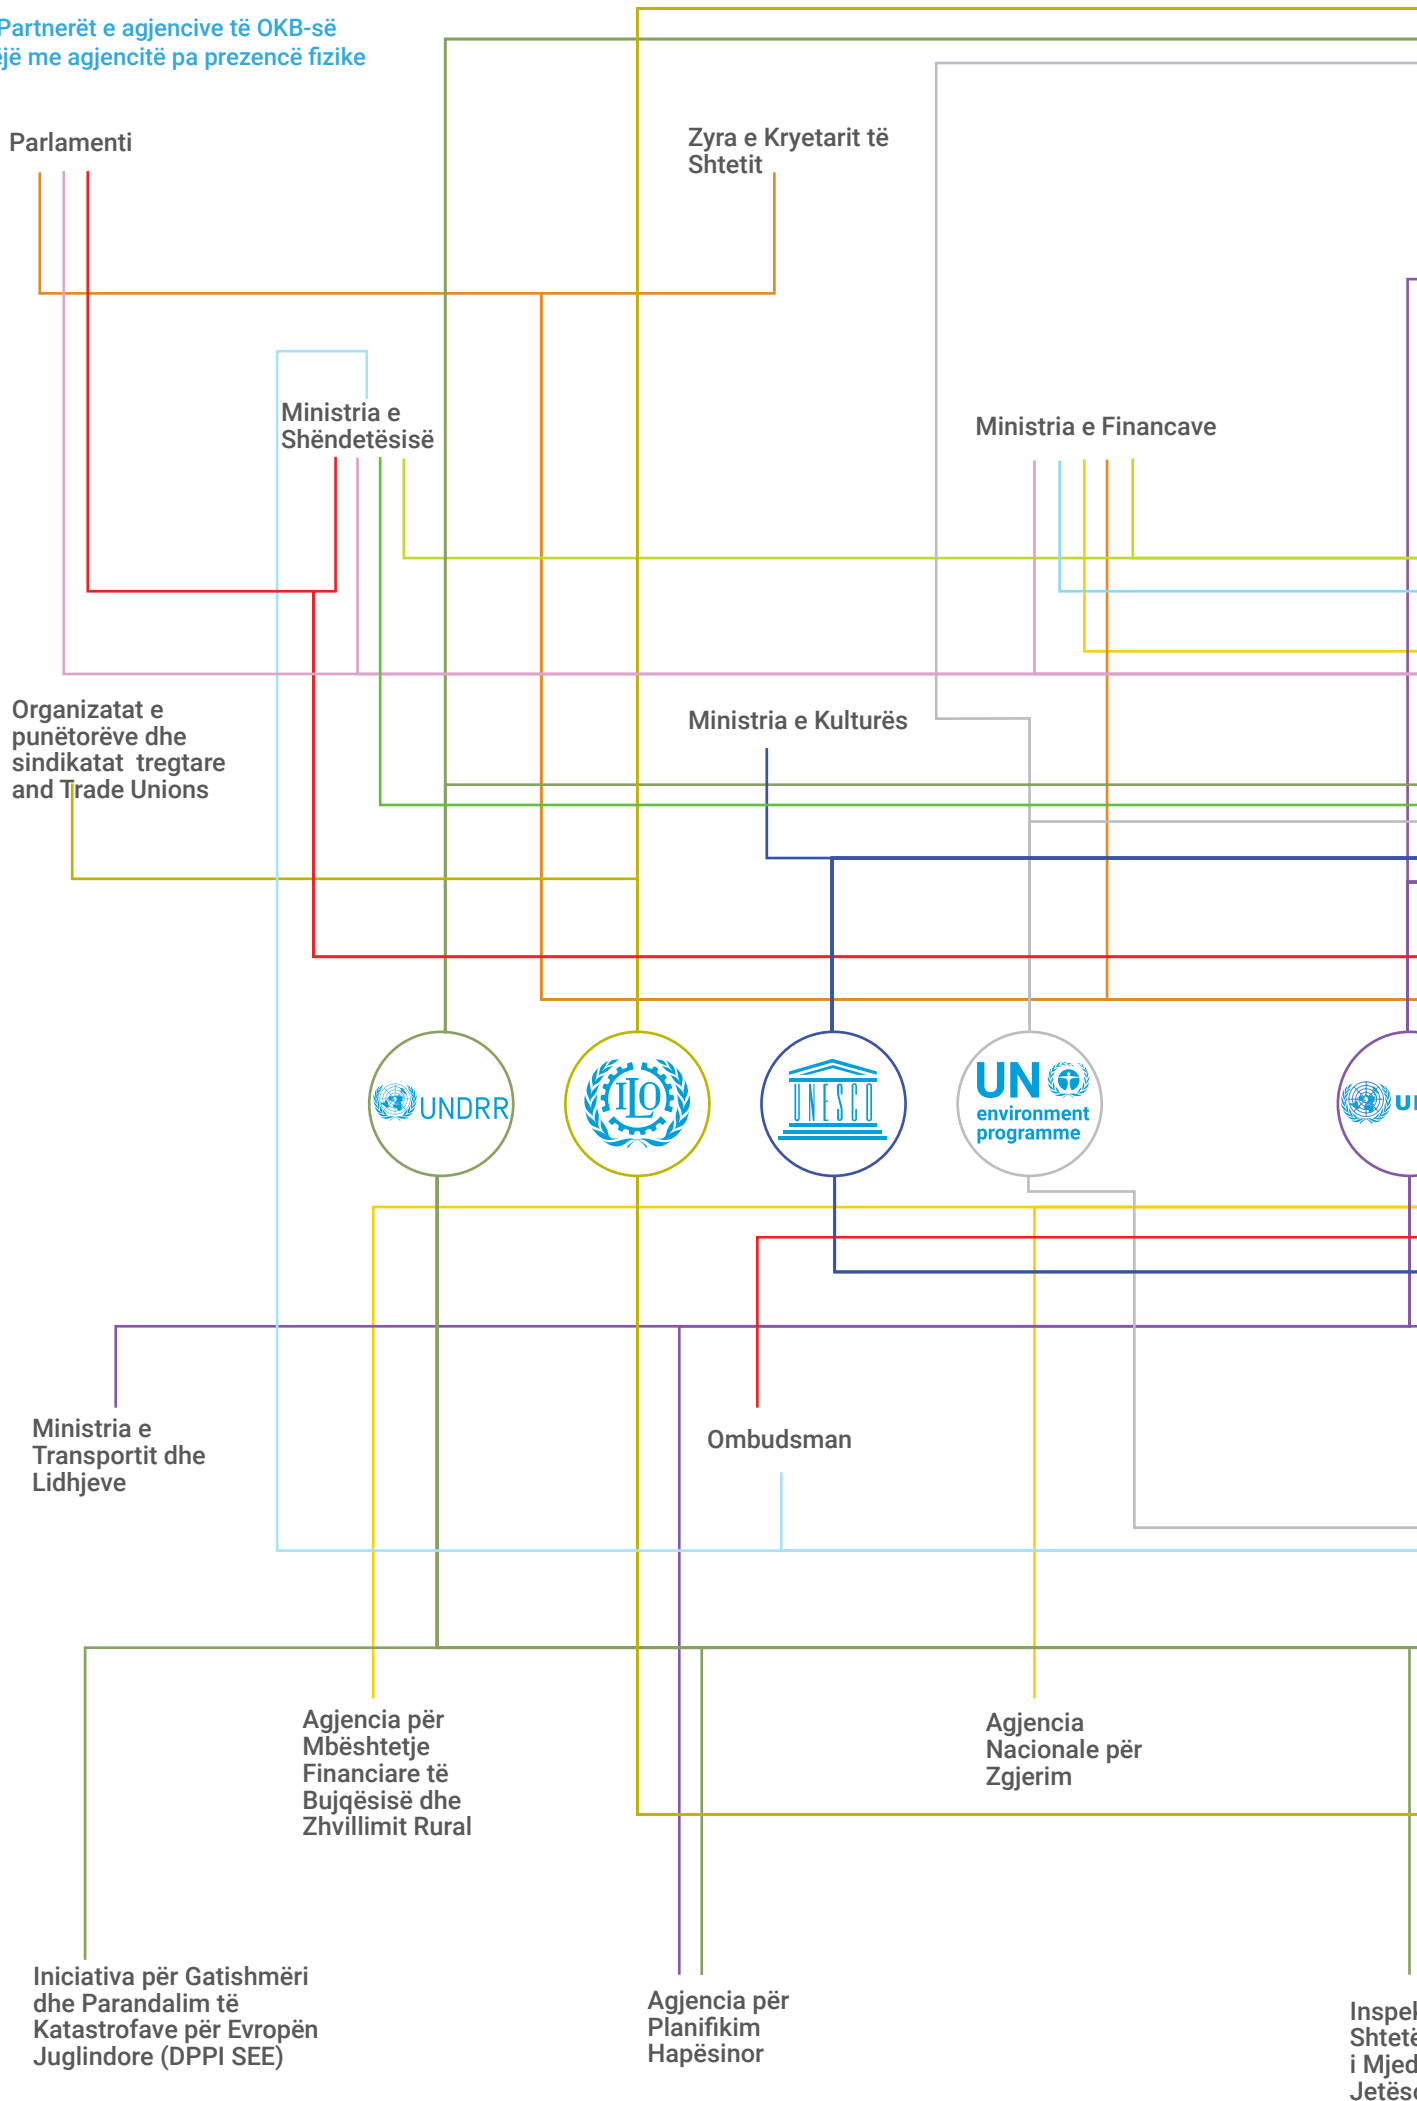 Partnerët e agjencive të OKB-së
me agjencitë pa prezencë fizike
Parlamenti
Zyra e Kryetarit të
Shtetit
Ministria e
Shëndetësisë
Ministria e Financave
Organizatat e
punëtorëve dhe
sindikatat tregtare
and Trade Unions
Ministria e Kulturës
UNDRR
ILO
UNESCO
UN
environment
programme
Ministria e
Transportit dhe
Lidhjeve
Ombudsman
Agjencia për
Mbështetje
Financiare të
Bujqësisë dhe
Zhvillimit Rural
Agjencia
Nacionale për
Zgjerim
Iniciativa për Gatishmëri
dhe Parandalim të
Katastrofave për Evropën
Juglindore (DPPI SEE)
Agjencia për
Planifikim
Hapësinor
i